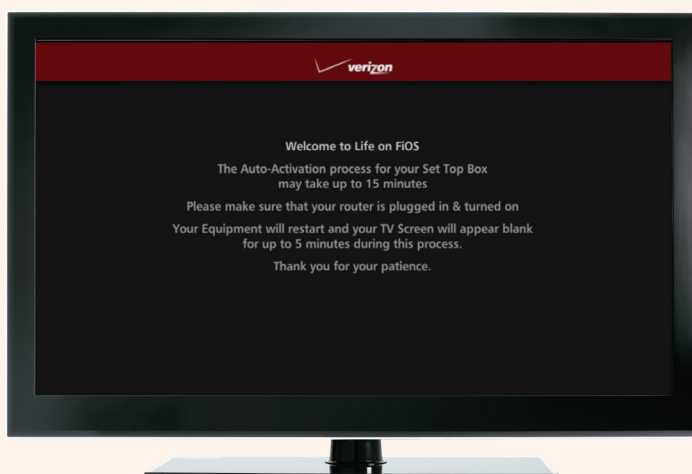 verizon
Welcome to Life on FiOS
The Auto-Activation process for your Set Top Box
may take up to 15 minutes
Please make sure that your router is plugged in & turned on
Your Equipment will restart and your TV Screen will appear blank
for up to 5 minutes during this process.
Thank you for your patience.